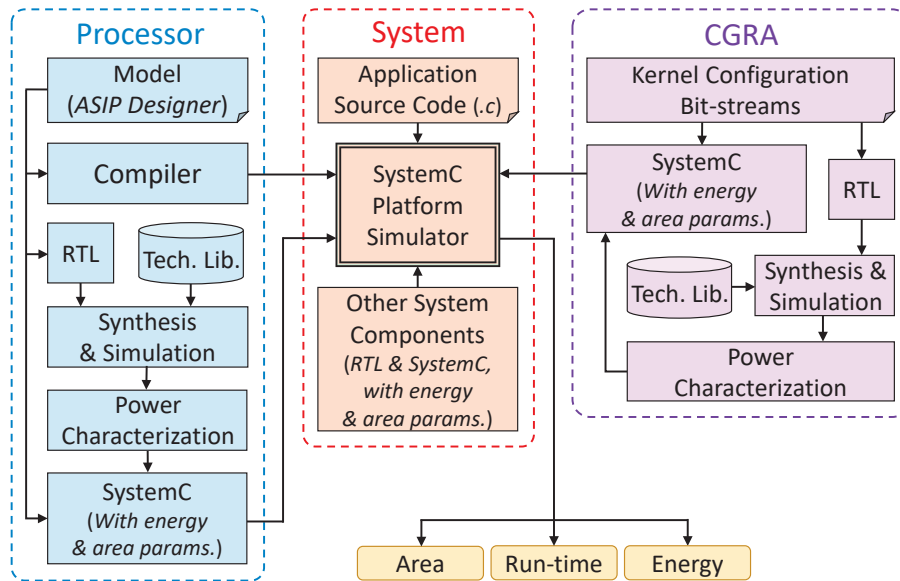 Processor
Model
(ASIP Designer)
Compiler
RTL
Tech. Lib.
Synthesis
& Simulation
Power
Characterization
SystemC
(With energy
& area params.)
System
Application
Source Code (.c)
SystemC
Platform
Simulator
Other System
Components
(RTL & SystemC,
with energy
& area params.)
CGRA
Kernel Configuration
Bit-streams
SystemC
(With energy
& area params.)
RTL
Tech. Lib.
Synthesis &
Simulation
Power
Characterization
Area
Run-time
Energy